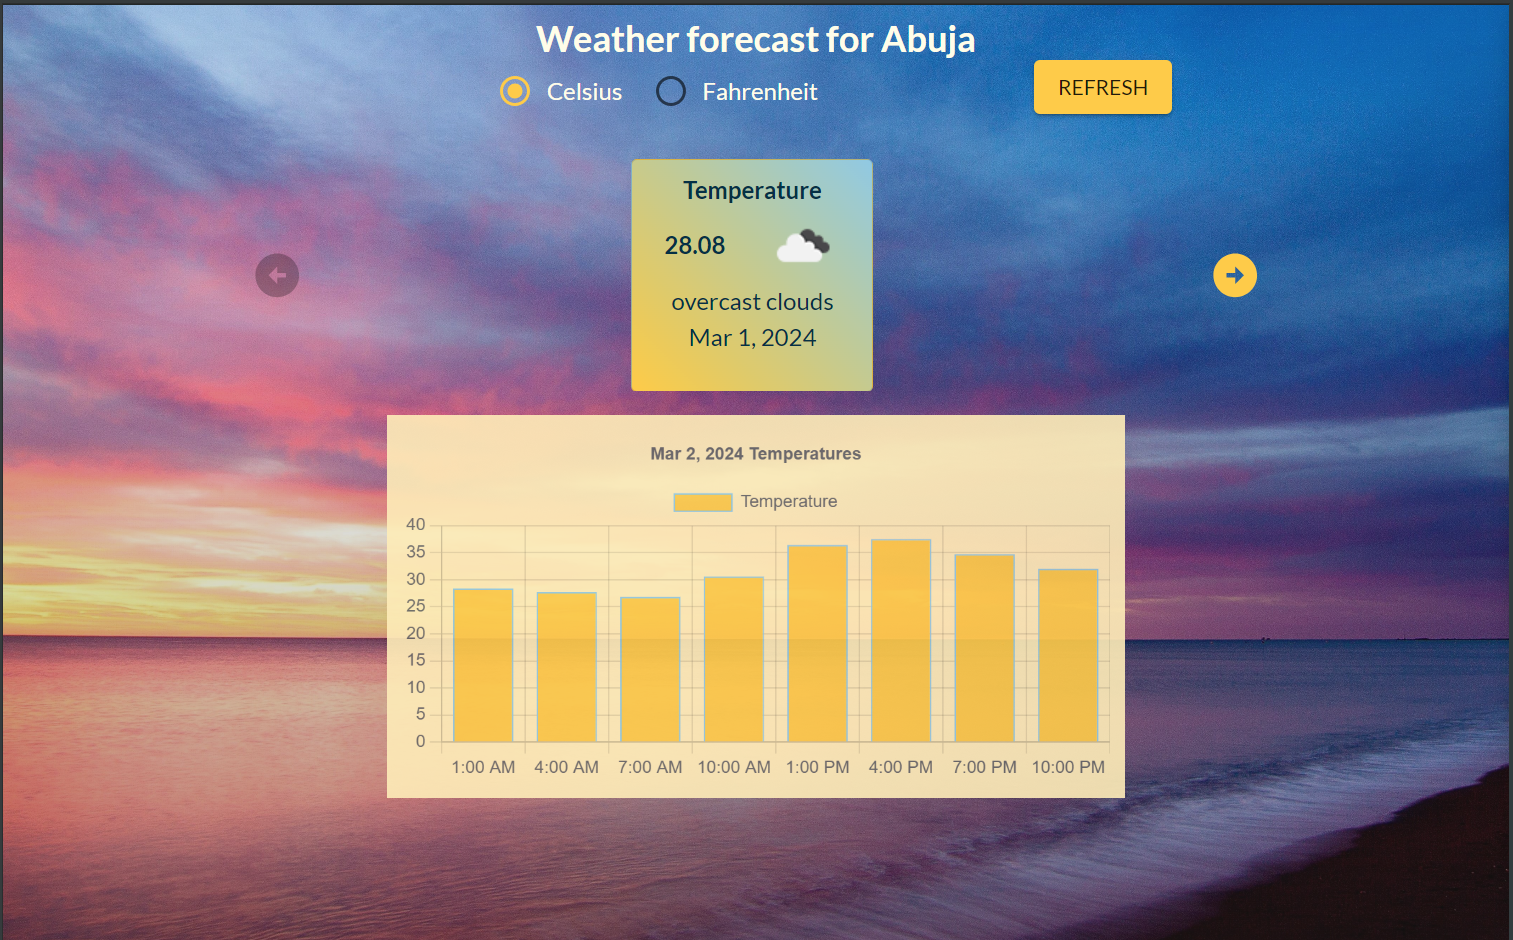 Weather forecast for Abuja
Celsius Fahrenheit REFRESH
Temperature
28.08
overcast clouds
Mar 1, 2024
Mar 2, 2024 Temperatures
Temperature
40
35
30
25
20
15
10
5
0
1:00 AM 4:00 AM 7:00 AM 10:00 AM 1:00 PM 4:00 PM 7:00 PM 10:00 PM